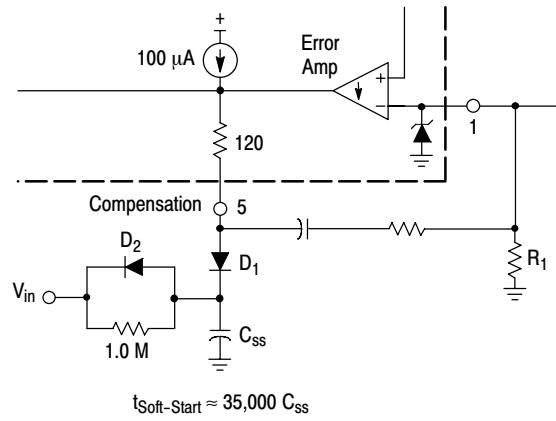 +
100 μA
Error
Amp
+
−
120
1
Compensation
5
D2
D1
R1
Vin
1.0 M
Css
tSoft−Start ≈ 35,000 Css